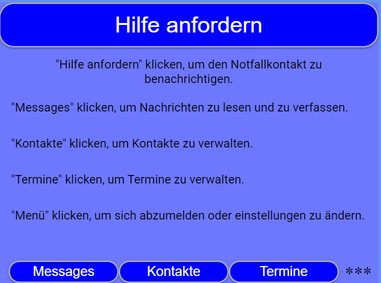 Hilfe anfordern
"Hilfe anfordern" klicken, um den Notfallkontakt zu
benachrichtigen.
"Messages" klicken, um Nachrichten zu lesen und zu verfassen.
"Kontakte" klicken, um Kontakte zu verwalten.
"Termine" klicken, um Termine zu verwalten.
"Menü" klicken, um sich abzumelden oder einstellungen zu ändern.
Messages Kontakte Termine ***